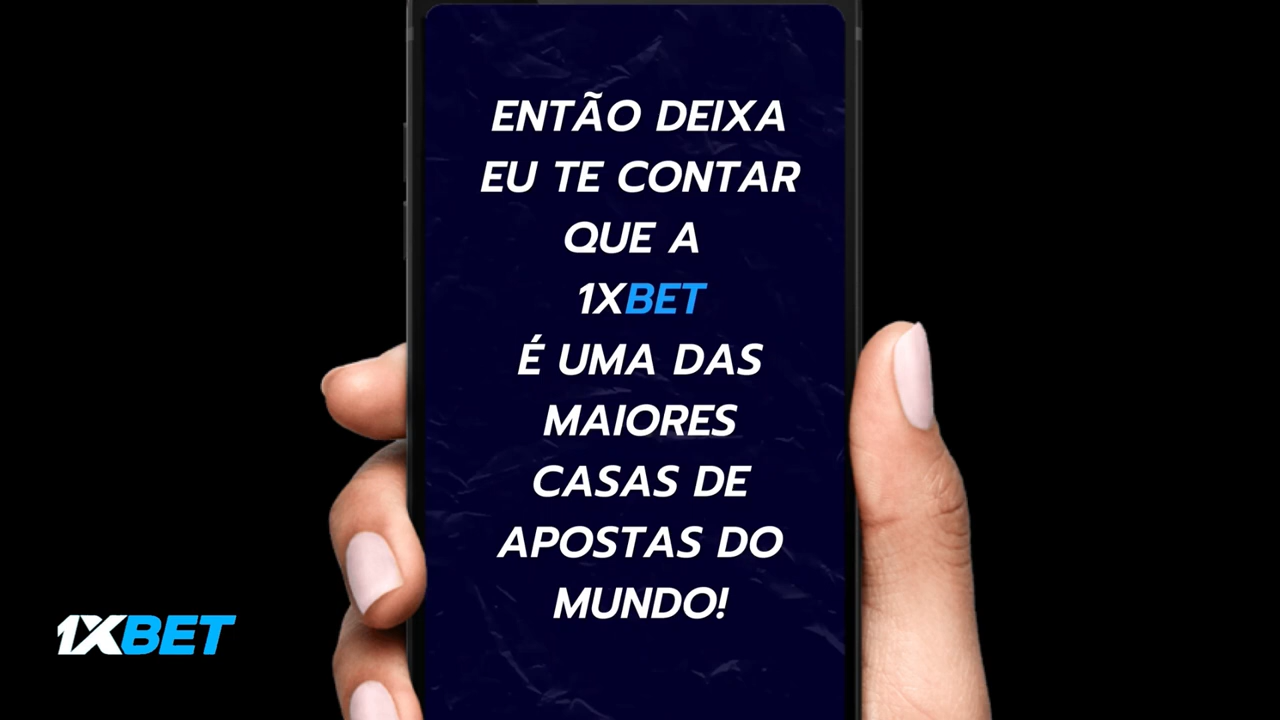 ENTÃO DEIXA
EU TE CONTAR
QUE A
1XBET
É UMA DAS
MAIORES
CASAS DE
APOSTAS DO
MUNDO!
1XBET